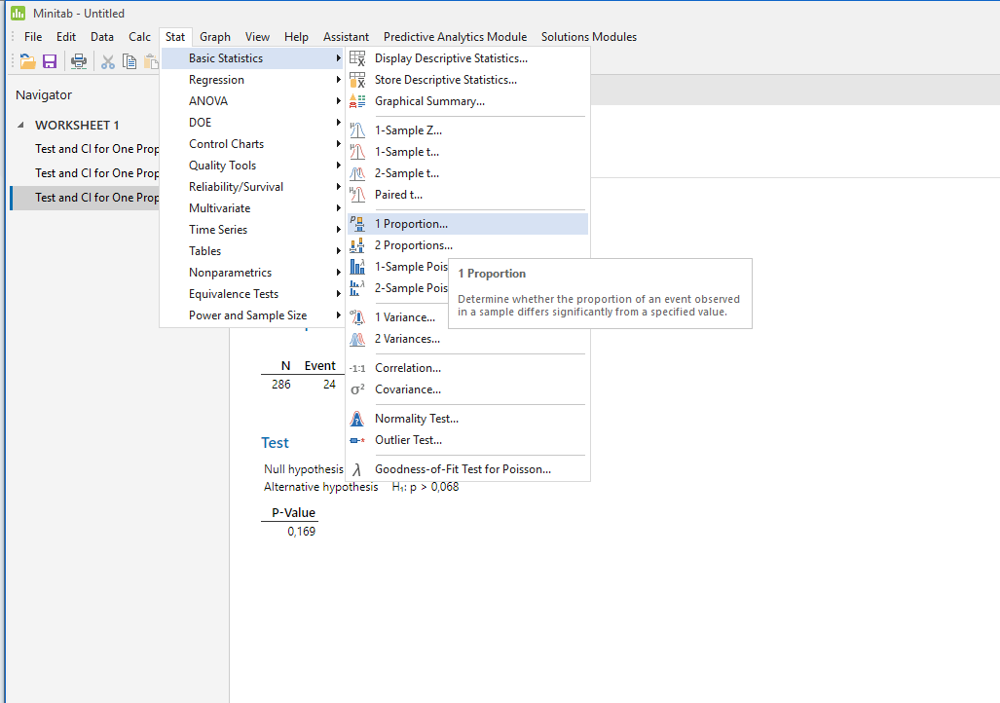 Minitab - Untitled
File Edit Data Calc Stat Graph View Help Assistant Predictive Analytics Module Solutions Modules
Navigator
WORKSHEET 1
Test and CI for One Prop
Test and CI for One Prop
Test and CI for One Prop
Basic Statistics
Regression
ANOVA
DOE
Control Charts
Quality Tools
Reliability/Survival
Multivariate
Time Series
Tables
Nonparametrics
Equivalence Tests
Power and Sample Size
Display Descriptive Statistics...
Store Descriptive Statistics...
Graphical Summary...
1-Sample Z...
1-Sample t...
2-Sample t...
Paired t...
1 Proportion...
2 Proportions...
1-Sample Pois
2-Sample Pois
1 Variance...
2 Variances...
Correlation...
Covariance...
Normality Test...
Outlier Test...
Goodness-of-Fit Test for Poisson...
1 Proportion
Determine whether the proportion of an event observed
in a sample differs significantly from a specified value.
N Event
286 24
Test
Null hypothesis
Alternative hypothesis H₁: p > 0,068
P-Value
0,169